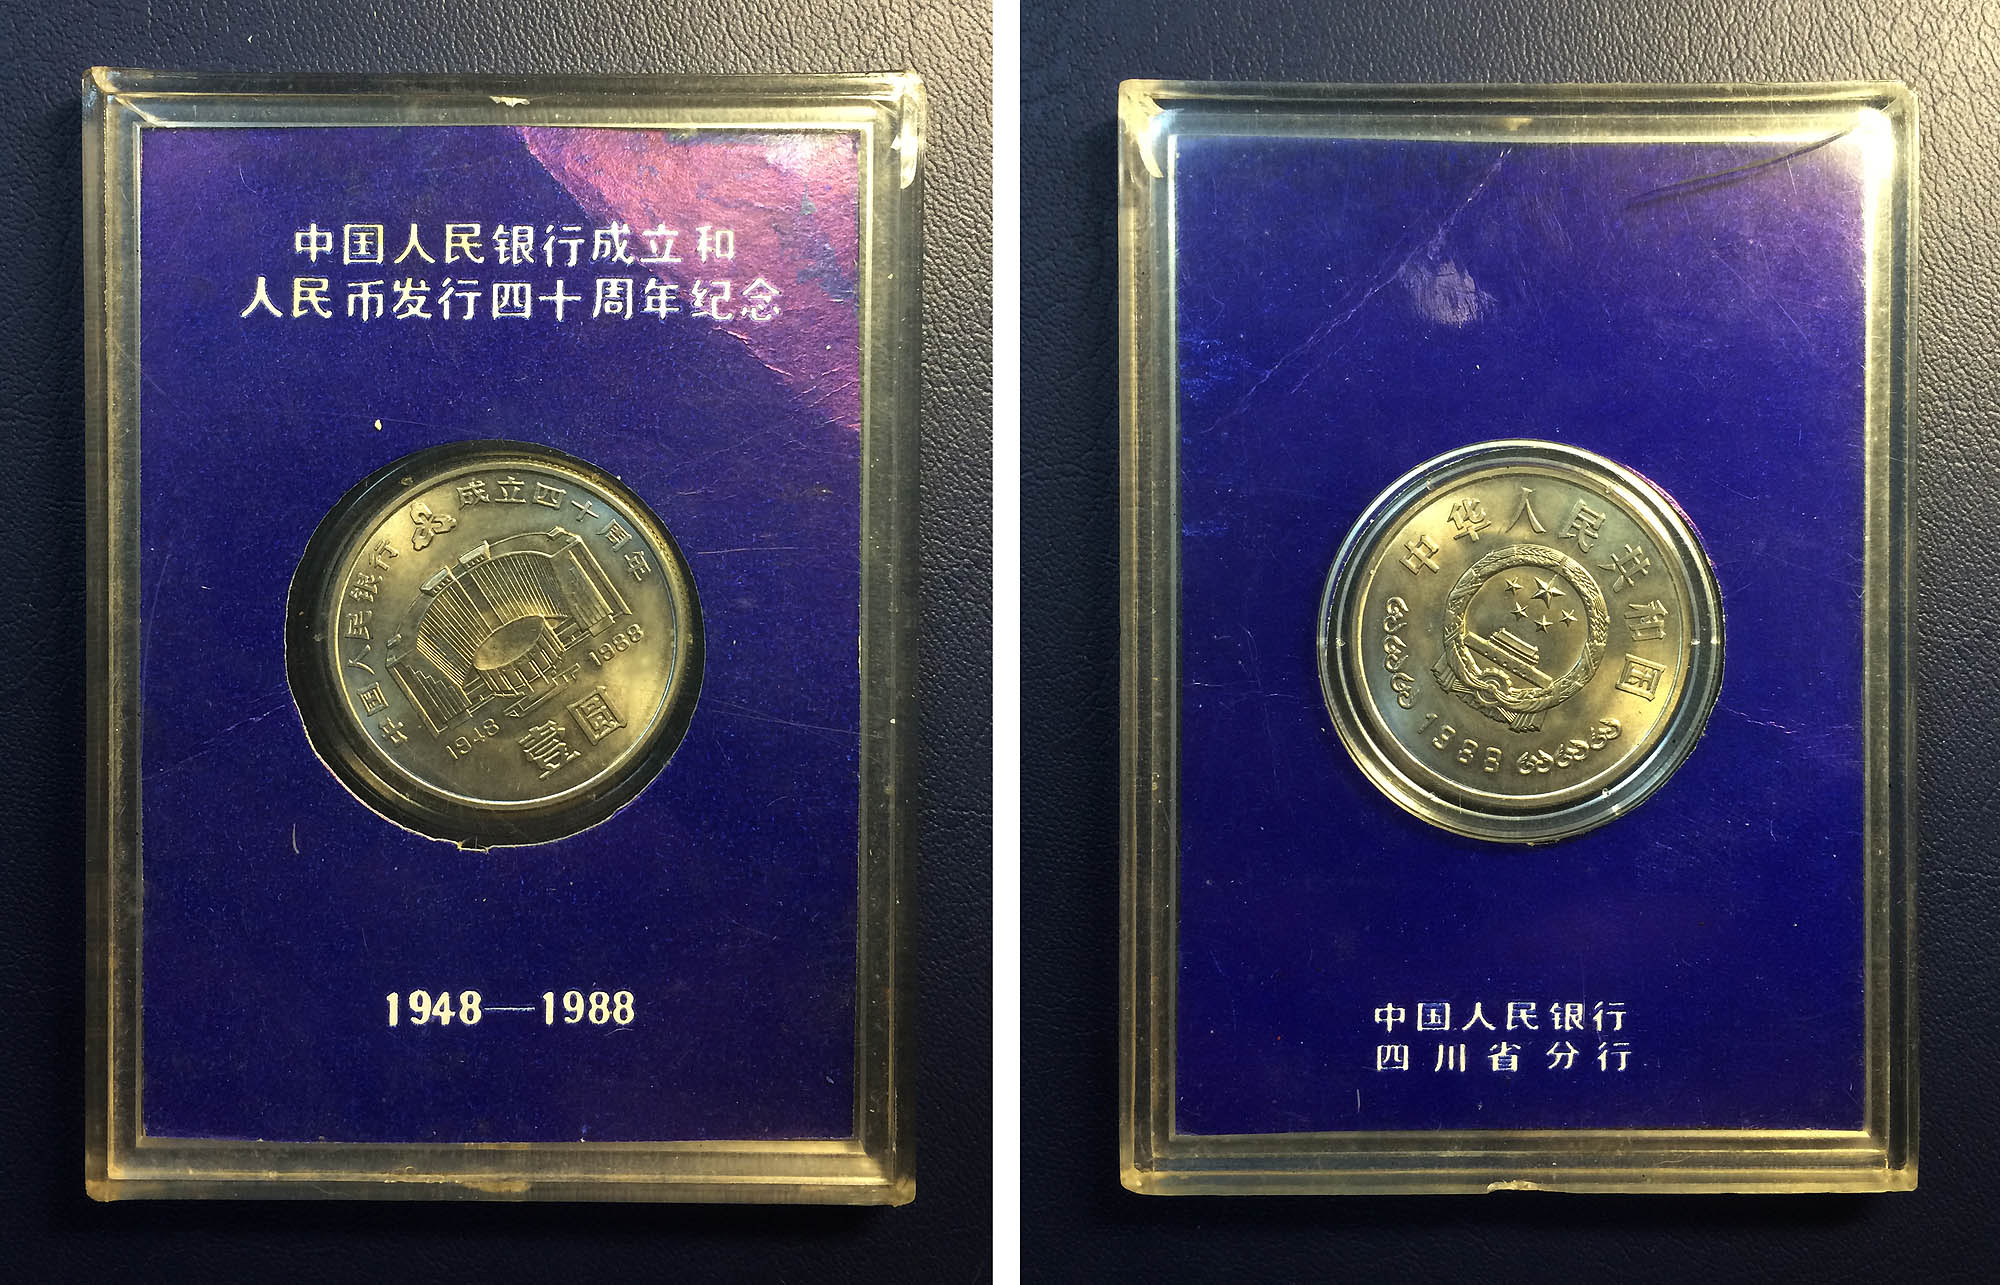 中国人民银行成立和
人民币发行四十周年纪念
中国人民银行 成立四十周年
1948 1988
壹圆
1948—1988
中华人民共和国
1988
中国人民银行
四川省分行